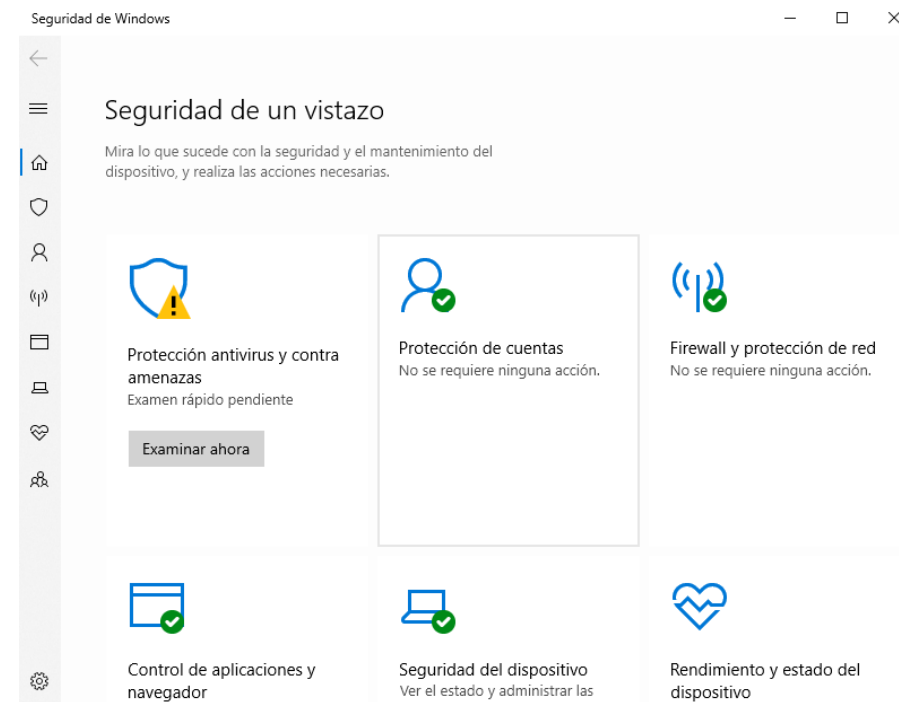 Seguridad de Windows
Seguridad de un vistazo
Mira lo que sucede con la seguridad y el mantenimiento del
dispositivo, y realiza las acciones necesarias.
Protección antivirus y contra
amenazas
Examen rápido pendiente
Examinar ahora
Protección de cuentas
No se requiere ninguna acción.
Firewall y protección de red
No se requiere ninguna acción.
Control de aplicaciones y
navegador
Seguridad del dispositivo
Ver el estado y administrar las
Rendimiento y estado del
dispositivo